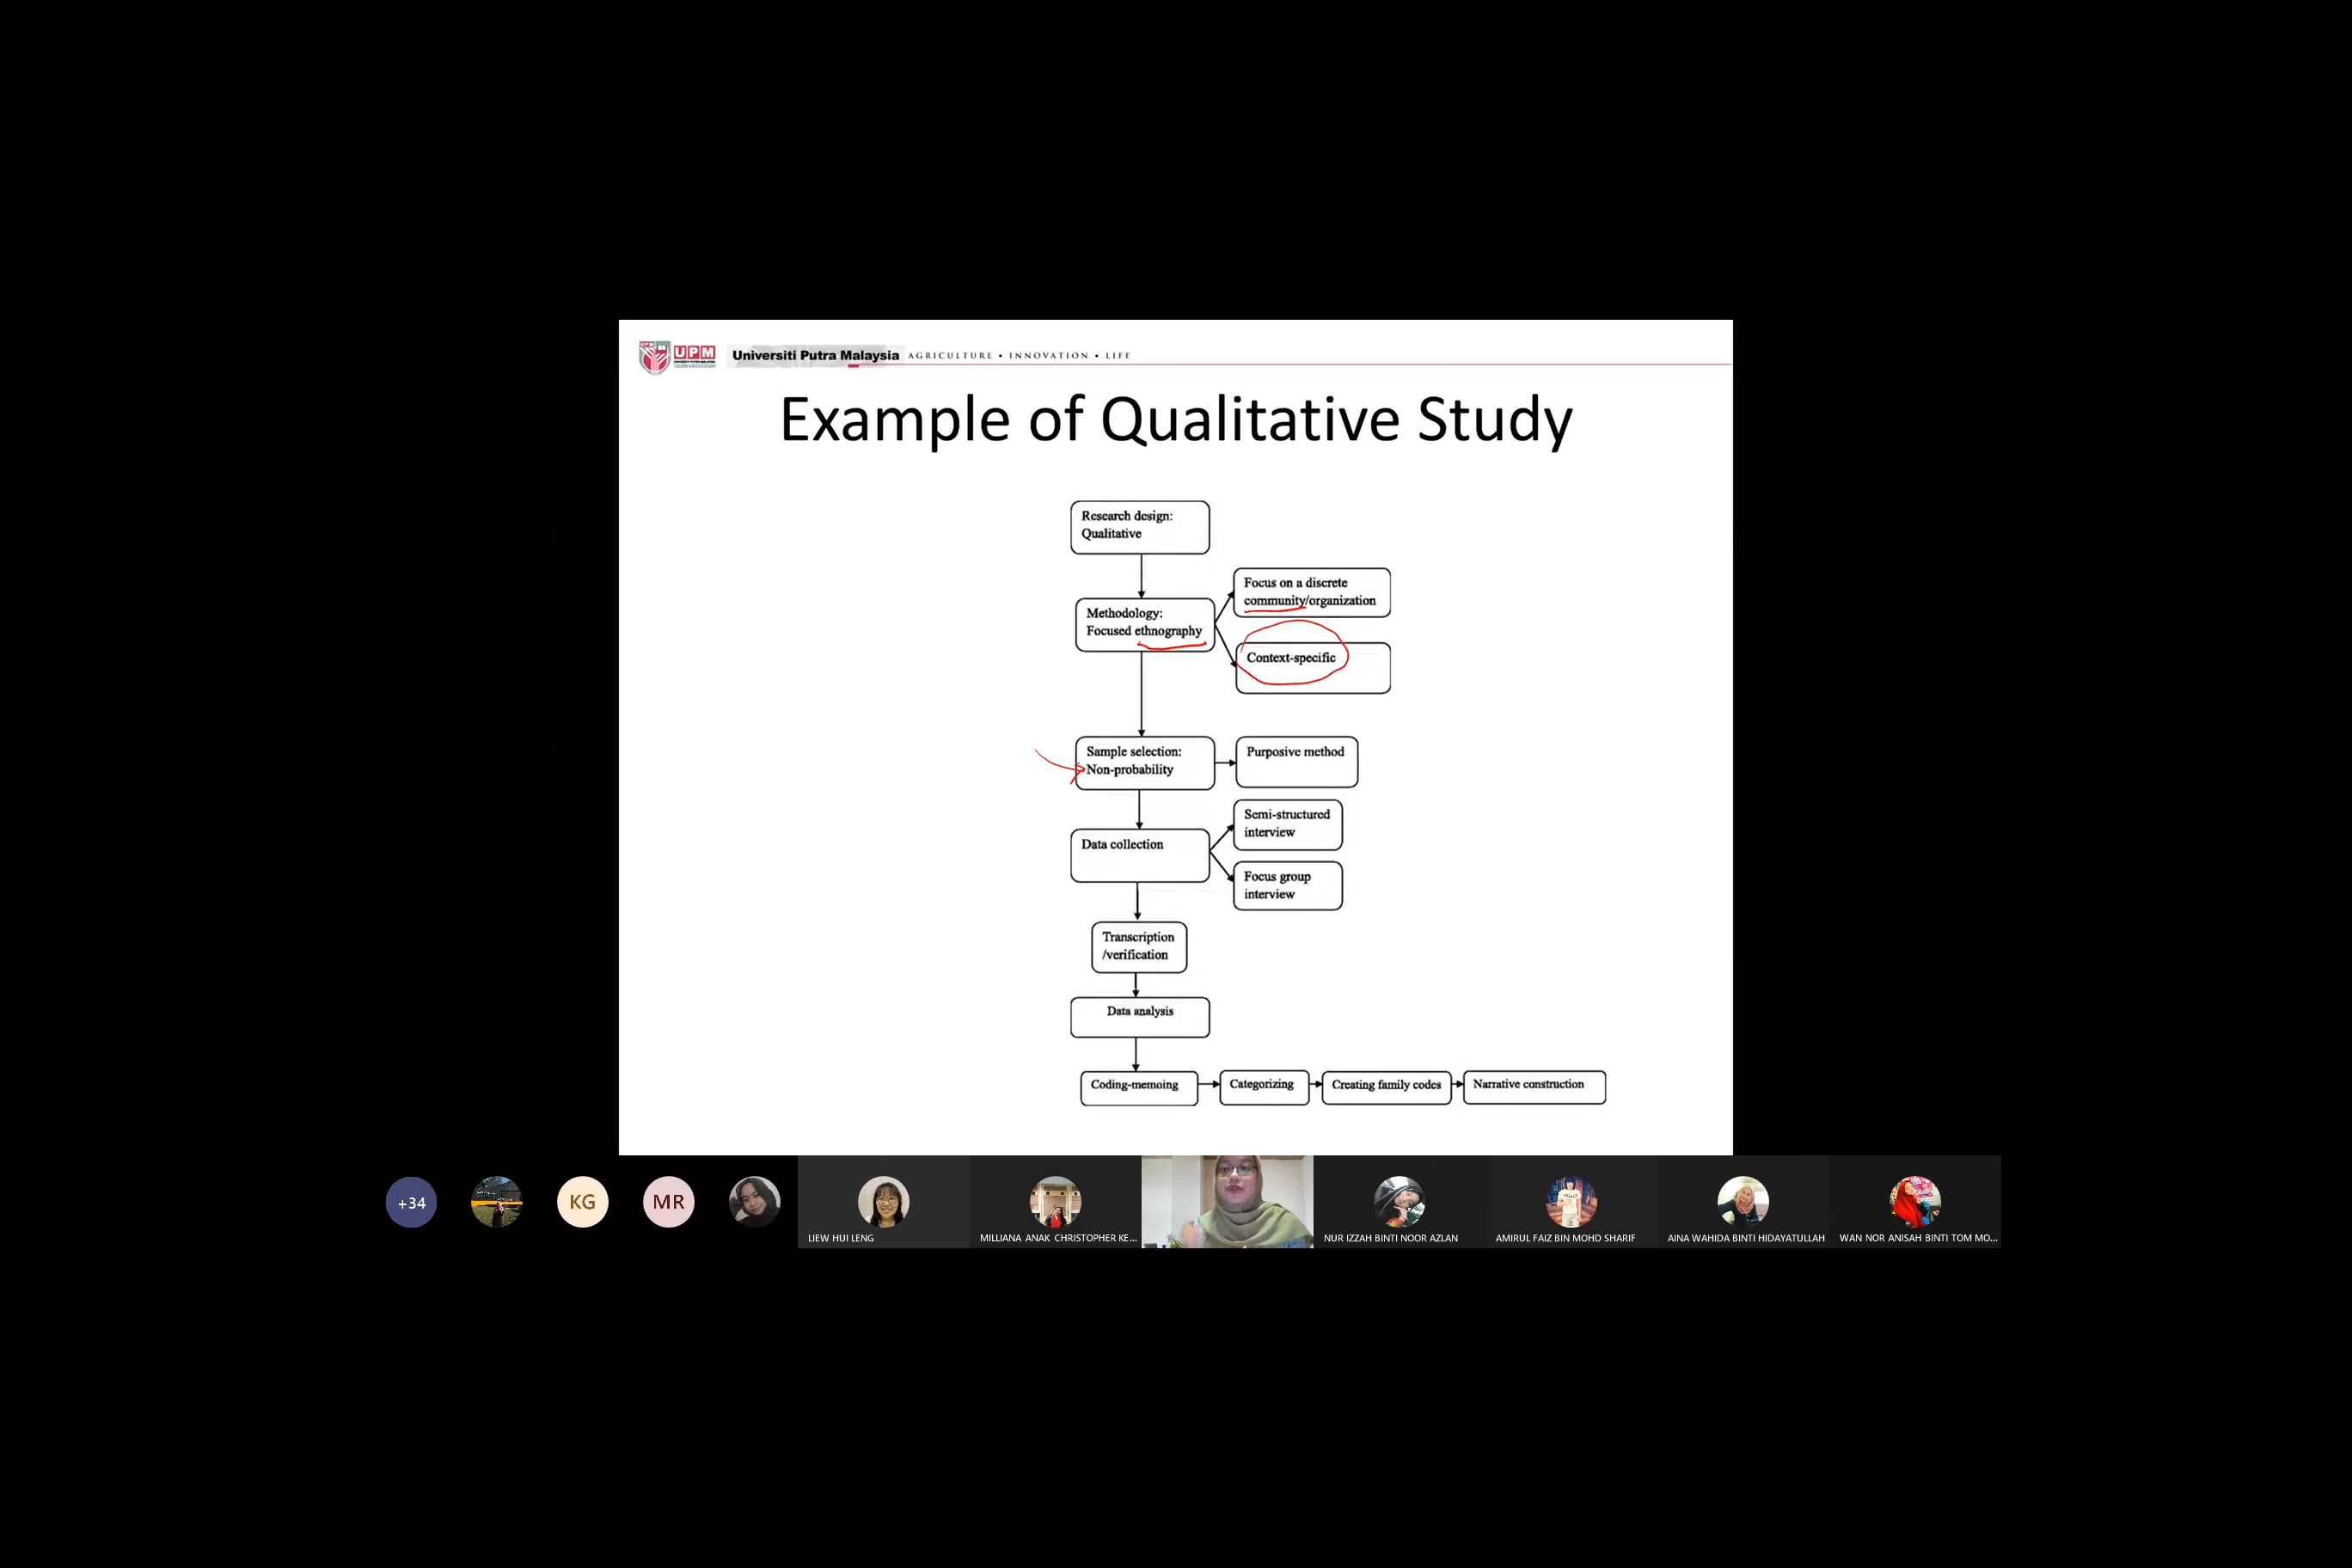 UPM
Universiti Putra Malaysia AGRICULTURE • INNOVATION • LIFE
Example of Qualitative Study
Research design:
Qualitative
Methodology:
Focused ethnography
Focus on a discrete
community/organization
Context-specific
Sample selection:
Non-probability
Purposive method
Data collection
Semi-structured
interview
Focus group
interview
Transcription
/verification
Data analysis
Coding-memoing
Categorizing
Creating family codes
Narrative construction
+34
KG
MR
LIEW HUI LENG
MILLIANA ANAK CHRISTOPHER KE...
NUR IZZAH BINTI NOOR AZLAN
AMIRUL FAIZ BIN MOHD SHARIF
AINA WAHIDA BINTI HIDAYATULLAH
WAN NOR ANISAH BINTI TOM MO...